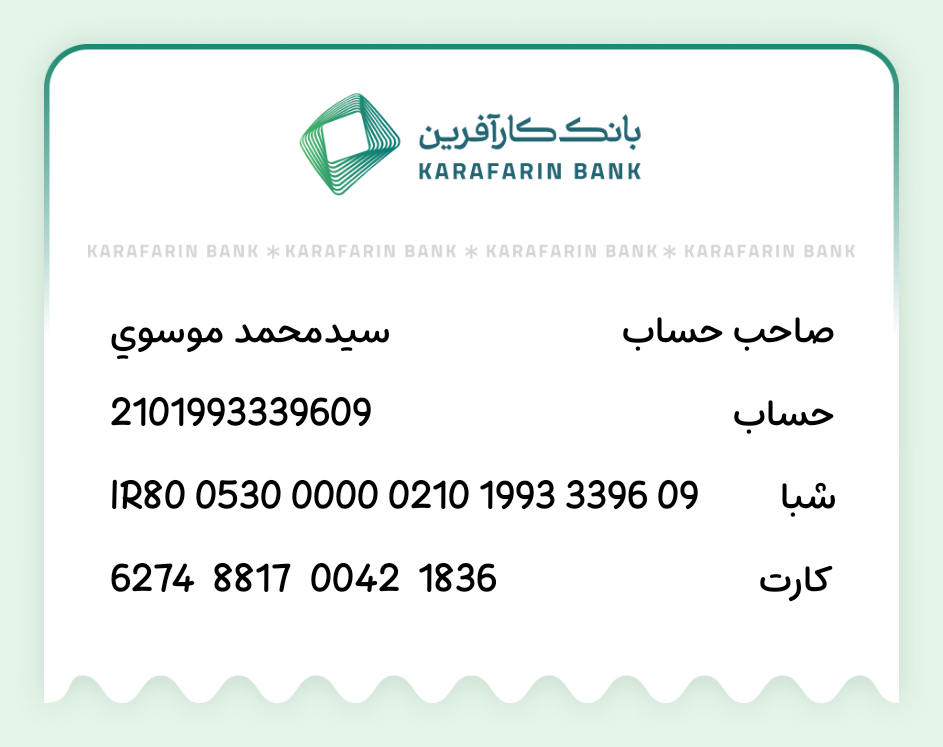 بانک کارآفرین
KARAFARIN BANK
KARAFARIN BANK * KARAFARIN BANK * KARAFARIN BANK * KARAFARIN BANK
صاحب حساب سيدمحمد موسوي
حساب 2101993339609
شبا IR80 0530 0000 0210 1993 3396 09
کارت 6274 8817 0042 1836